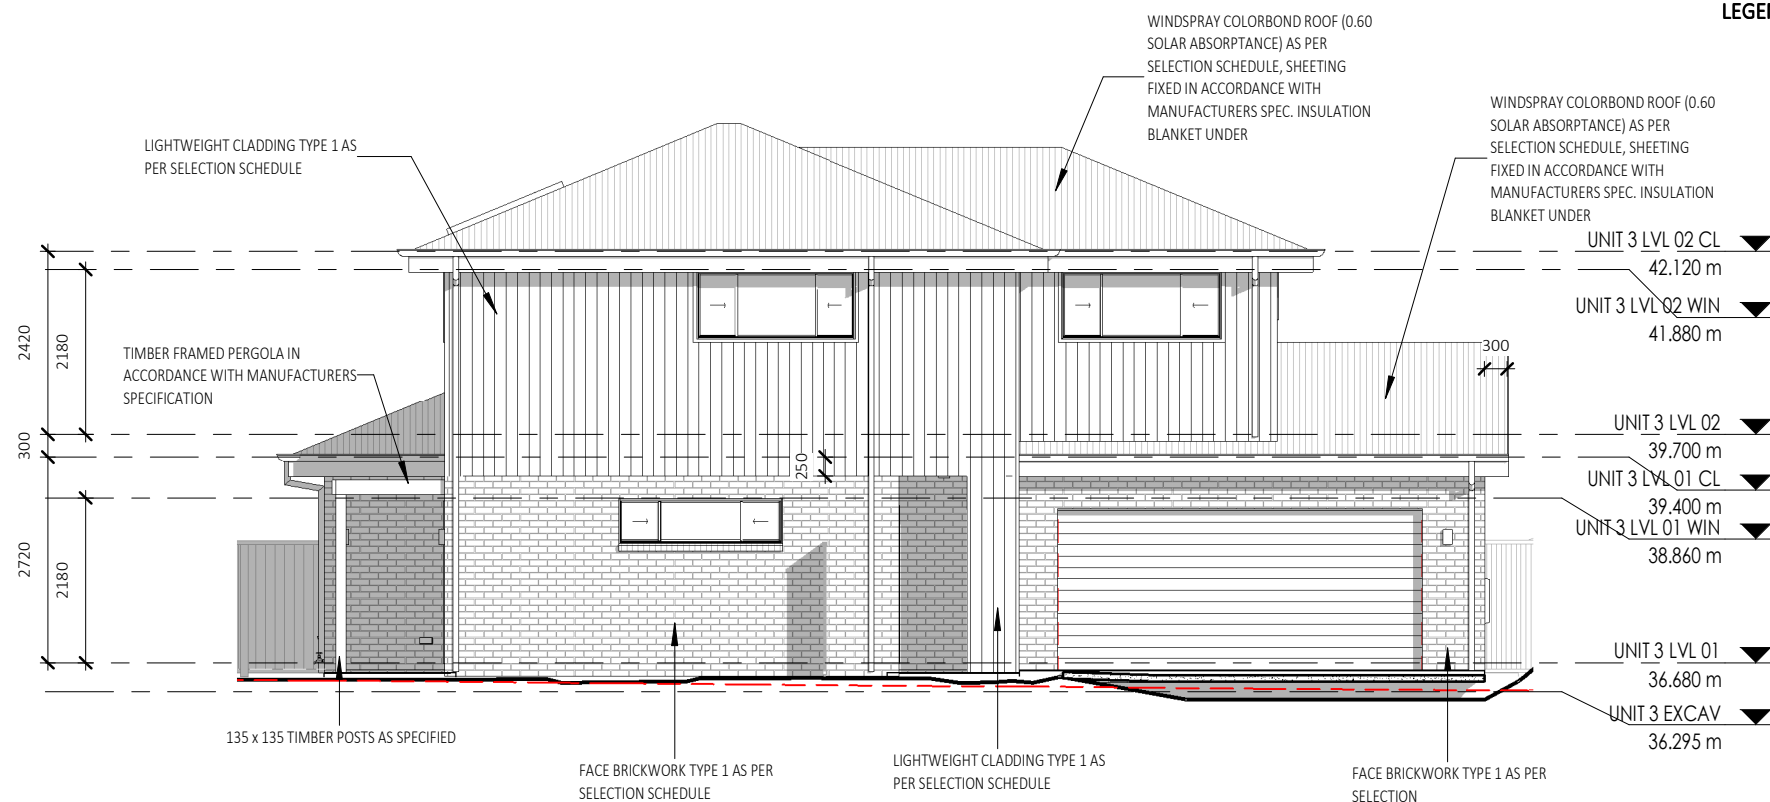 LEGE
WINDSPRAY COLORBOND ROOF (0.60
SOLAR ABSORPTANCE) AS PER
SELECTION SCHEDULE, SHEETING
FIXED IN ACCORDANCE WITH
MANUFACTURERS SPEC. INSULATION
BLANKET UNDER
WINDSPRAY COLORBOND ROOF (0.60
SOLAR ABSORPTANCE) AS PER
SELECTION SCHEDULE, SHEETING
FIXED IN ACCORDANCE WITH
MANUFACTURERS SPEC. INSULATION
BLANKET UNDER
LIGHTWEIGHT CLADDING TYPE 1 AS
PER SELECTION SCHEDULE
TIMBER FRAMED PERGOLA IN
ACCORDANCE WITH MANUFACTURERS
SPECIFICATION
2420
2180
300
2720
2180
250
300
UNIT 3 LVL 02 CL
42.120 m
UNIT 3 LVL 02 WIN
41.880 m
UNIT 3 LVL 02
39.700 m
UNIT 3 LVL 01 CL
39.400 m
UNIT 3 LVL 01 WIN
38.860 m
UNIT 3 LVL 01
36.680 m
UNIT 3 EXCAV
36.295 m
135 x 135 TIMBER POSTS AS SPECIFIED
FACE BRICKWORK TYPE 1 AS PER
SELECTION SCHEDULE
LIGHTWEIGHT CLADDING TYPE 1 AS
PER SELECTION SCHEDULE
FACE BRICKWORK TYPE 1 AS PER
SELECTION